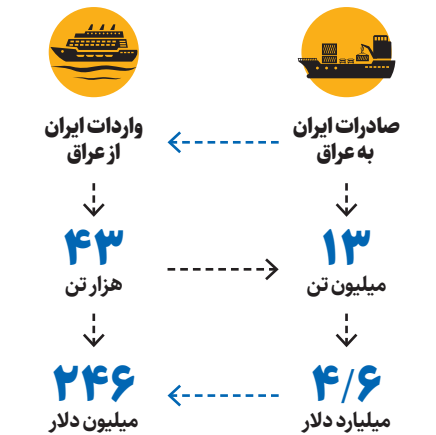 صادرات ایران
به عراق
۱۳
میلیون تن
۴/۶
میلیارد دلار
واردات ایران
از عراق
۴۳
هزار تن
۲۴۶
میلیون دلار